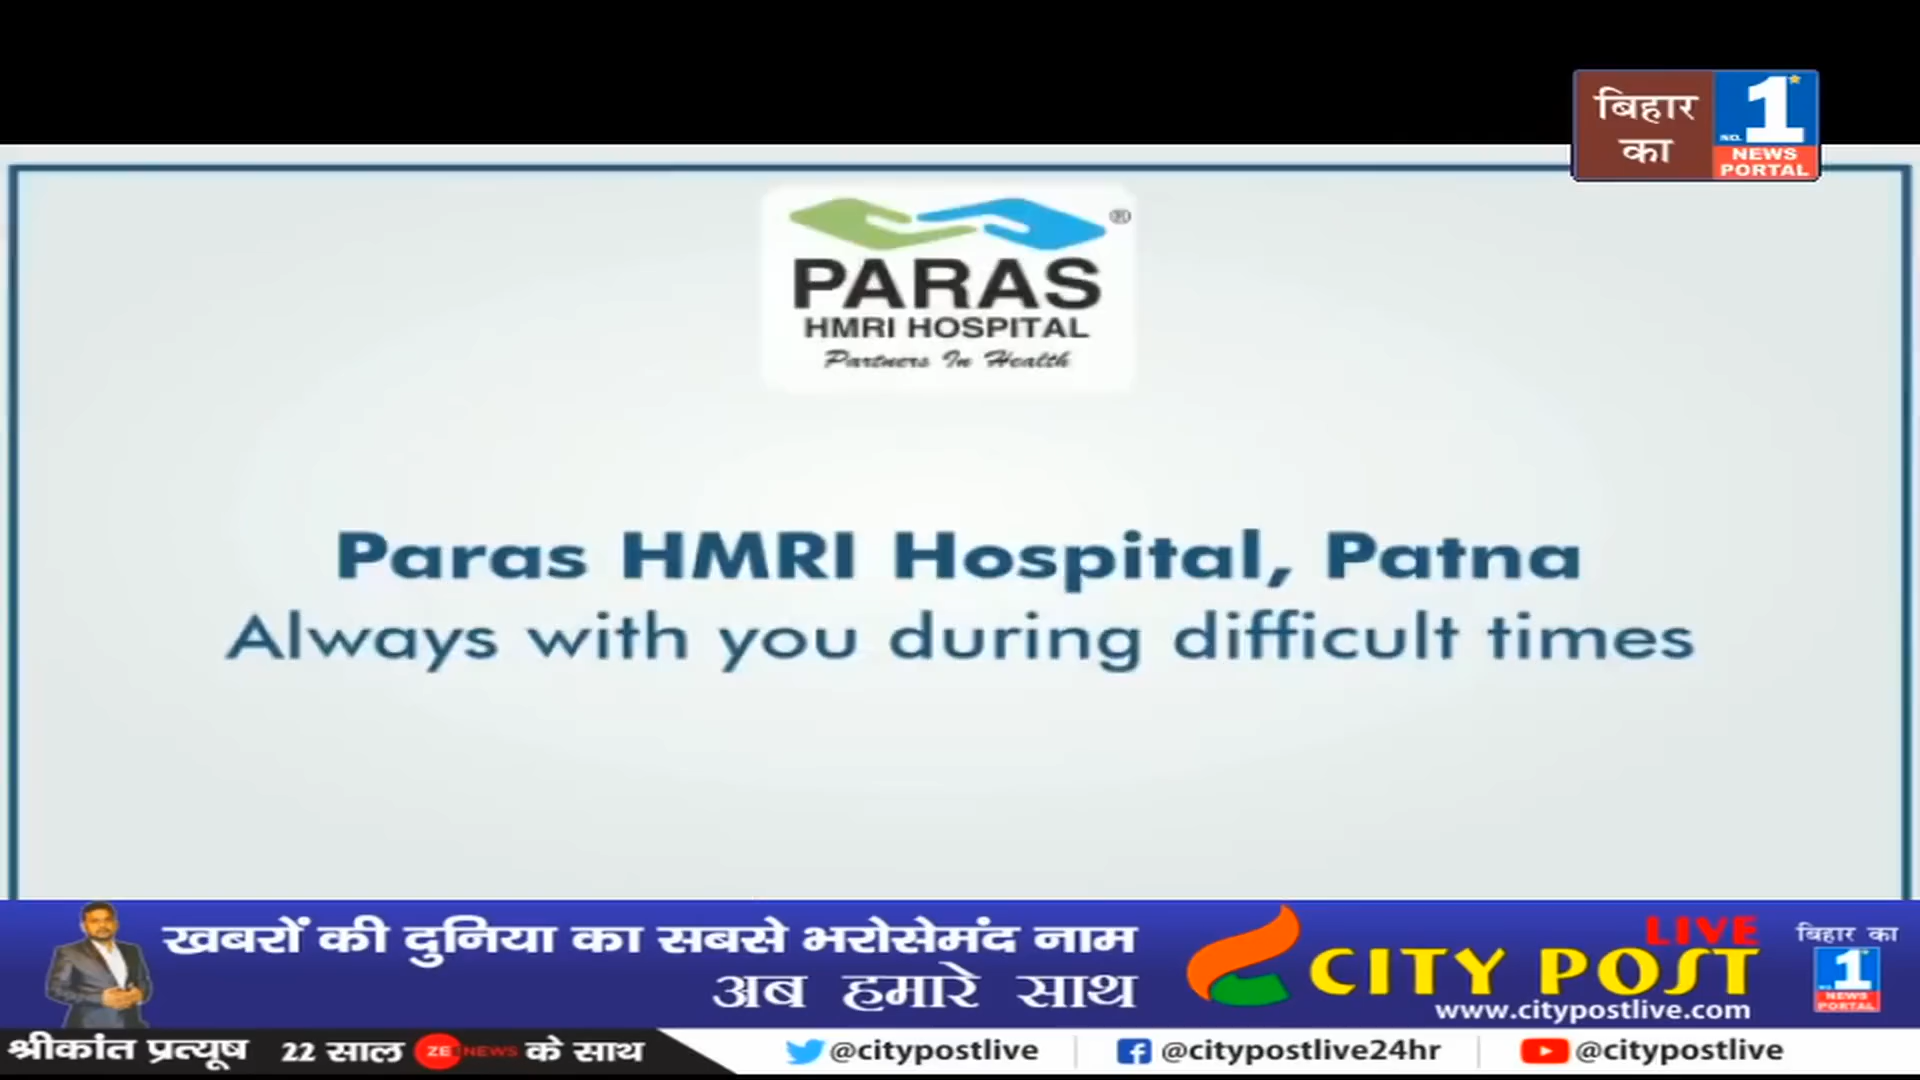 बिहार
का
NO. 1
NEWS
PORTAL
PARAS®
HMRI HOSPITAL
Partners In Health
Paras HMRI Hospital, Patna
Always with you during difficult times
खबरों की दुनिया का सबसे भरोसेमंद नाम
अब हमारे साथ
LIVE
CITY POST
www.citypostlive.com
बिहार का
NO. 1
NEWS
PORTAL
श्रीकांत प्रत्यूष 22 साल ZEE NEWS के साथ
@citypostlive
@citypostlive24hr
@citypostlive